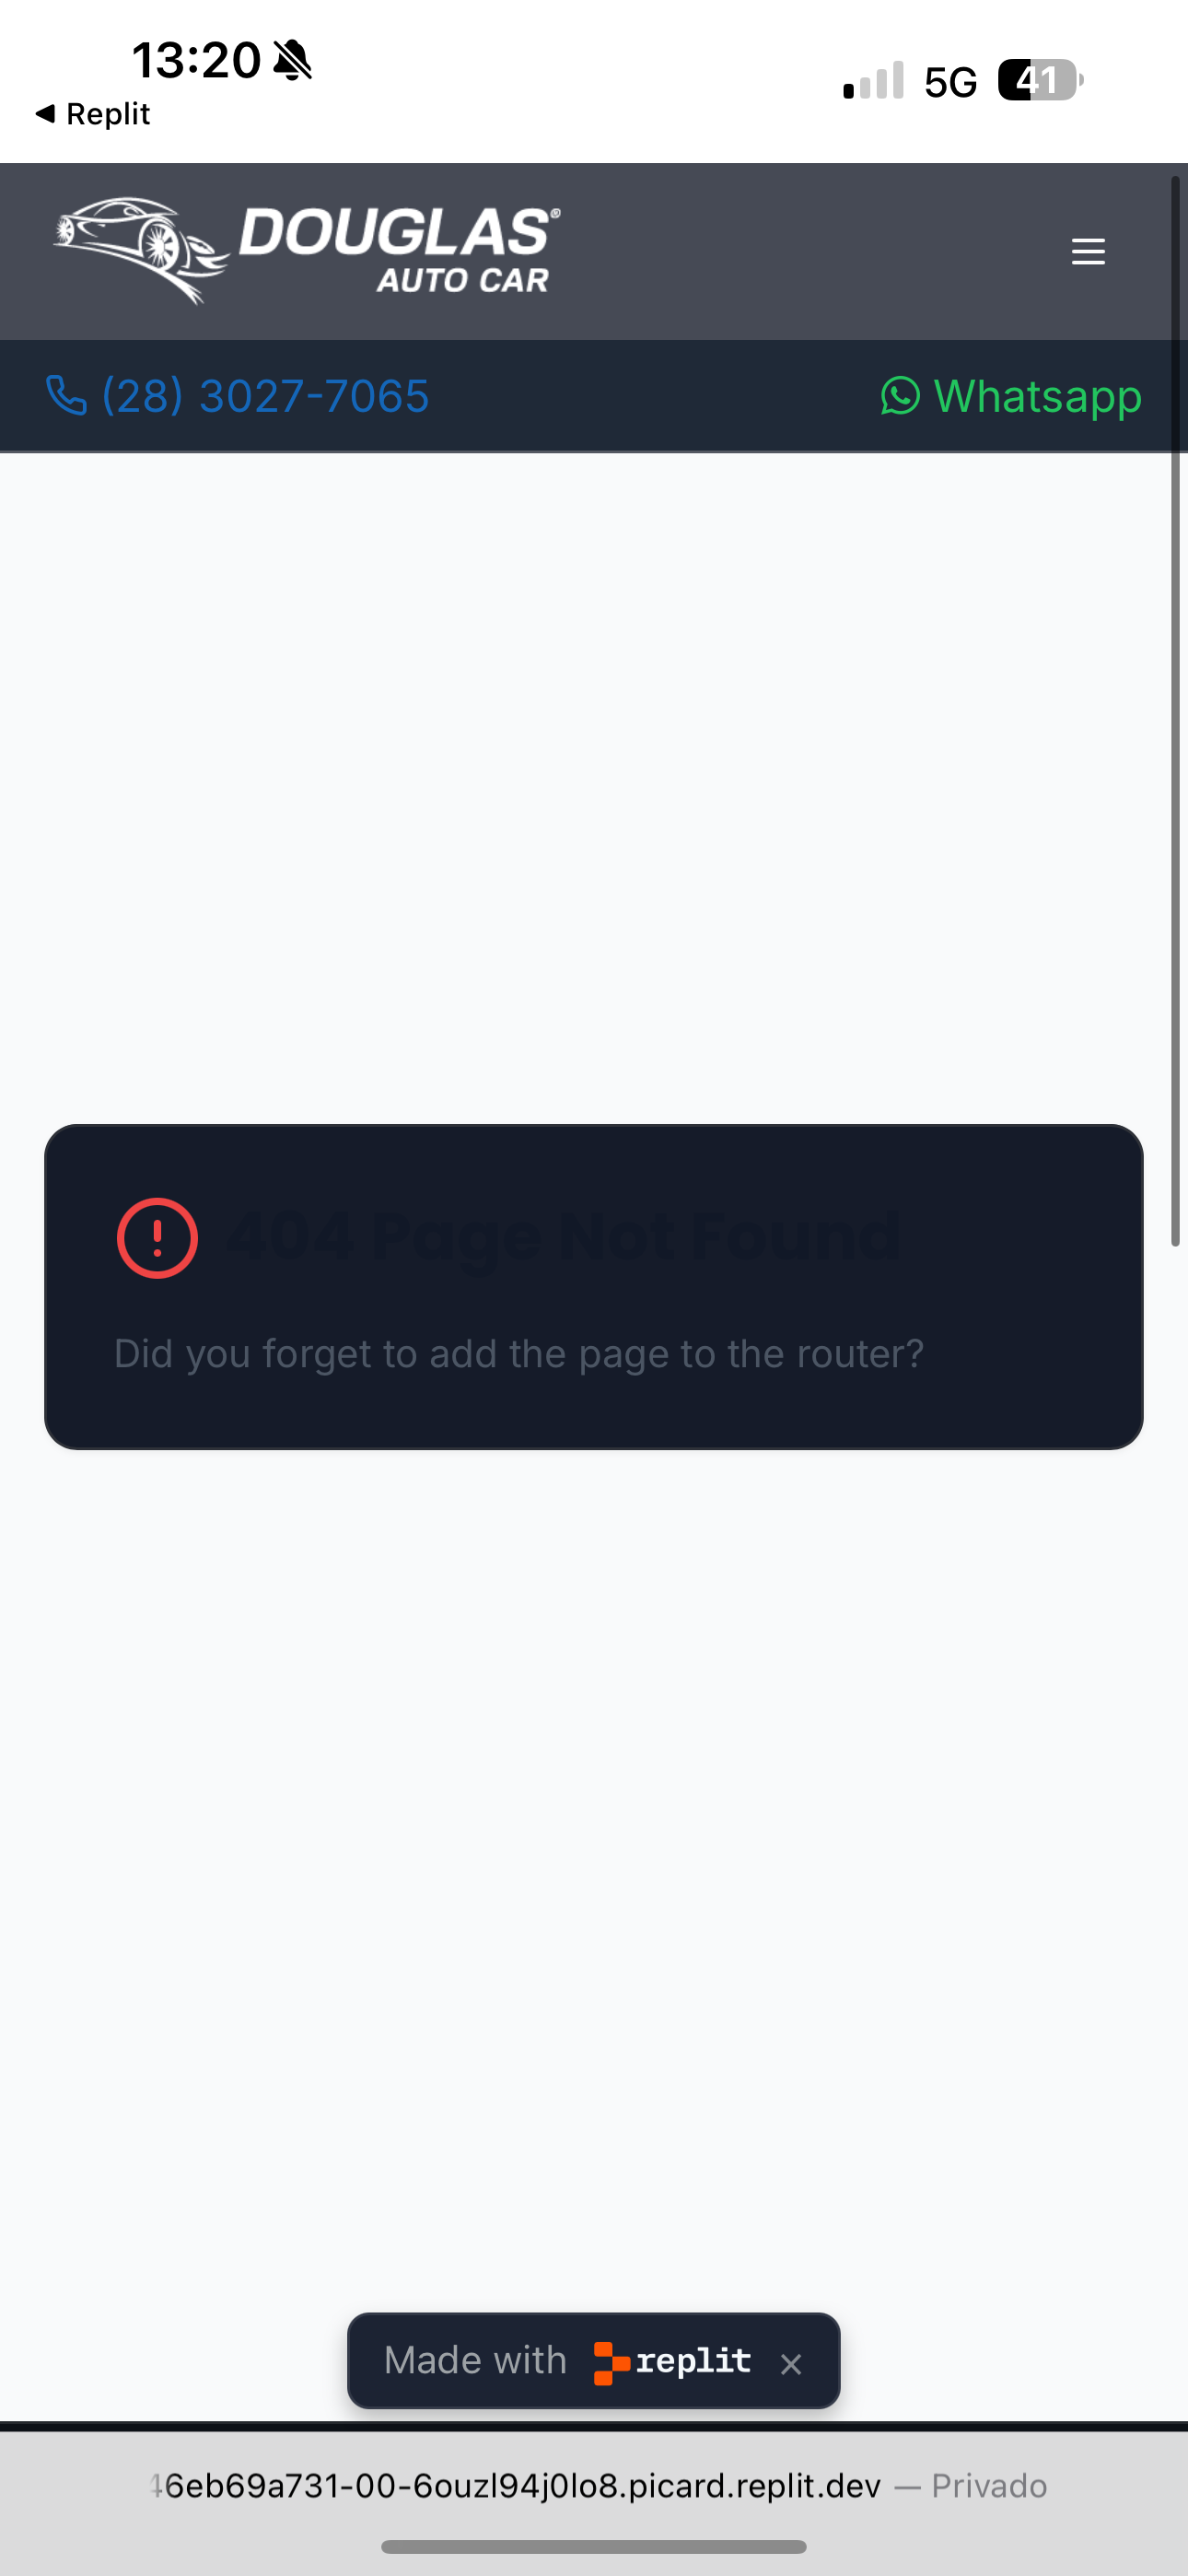 13:20
5G 41
◀ Replit
DOUGLAS®
AUTO CAR
(28) 3027-7065
Whatsapp
404 Page Not Found
Did you forget to add the page to the router?
Made with replit ×
6eb69a731-00-6ouzl94j0lo8.picard.replit.dev — Privado